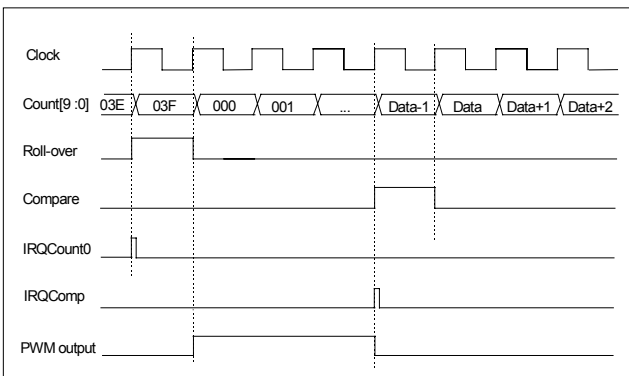 Clock
Count[9 :0] 03E 03F 000 001 ... Data-1 Data Data+1 Data+2
Roll-over
Compare
IRQCount0
IRQComp
PWM output